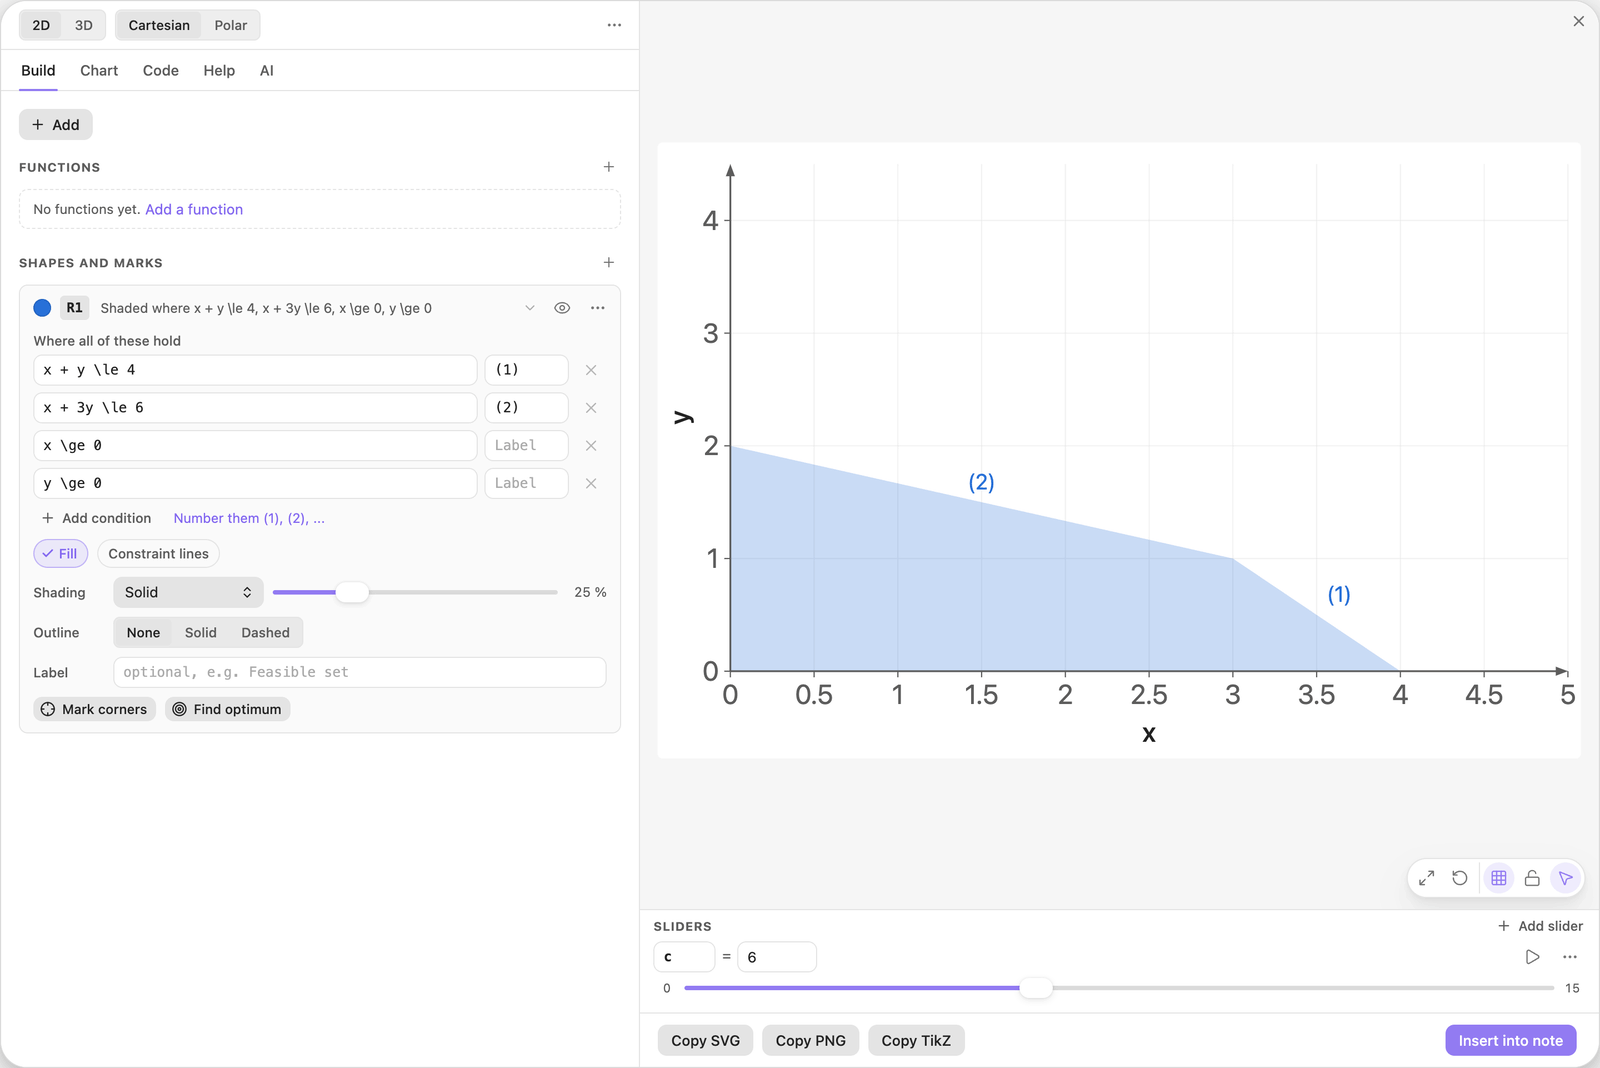 2D 3D Cartesian Polar
Build Chart Code Help AI
+ Add
FUNCTIONS
No functions yet. Add a function
SHAPES AND MARKS
R1 Shaded where x + y \le 4, x + 3y \le 6, x \ge 0, y \ge 0
Where all of these hold
x + y \le 4 (1)
x + 3y \le 6 (2)
x \ge 0 Label
y \ge 0 Label
+ Add condition Number them (1), (2), ...
Fill Constraint lines
Shading Solid 25 %
Outline None Solid Dashed
Label optional, e.g. Feasible set
Mark corners Find optimum
4
3
y
2
(2)
1
(1)
0
0 0.5 1 1.5 2 2.5 3 3.5 4 4.5 5
x
SLIDERS + Add slider
c = 6
0 15
Copy SVG Copy PNG Copy TikZ Insert into note